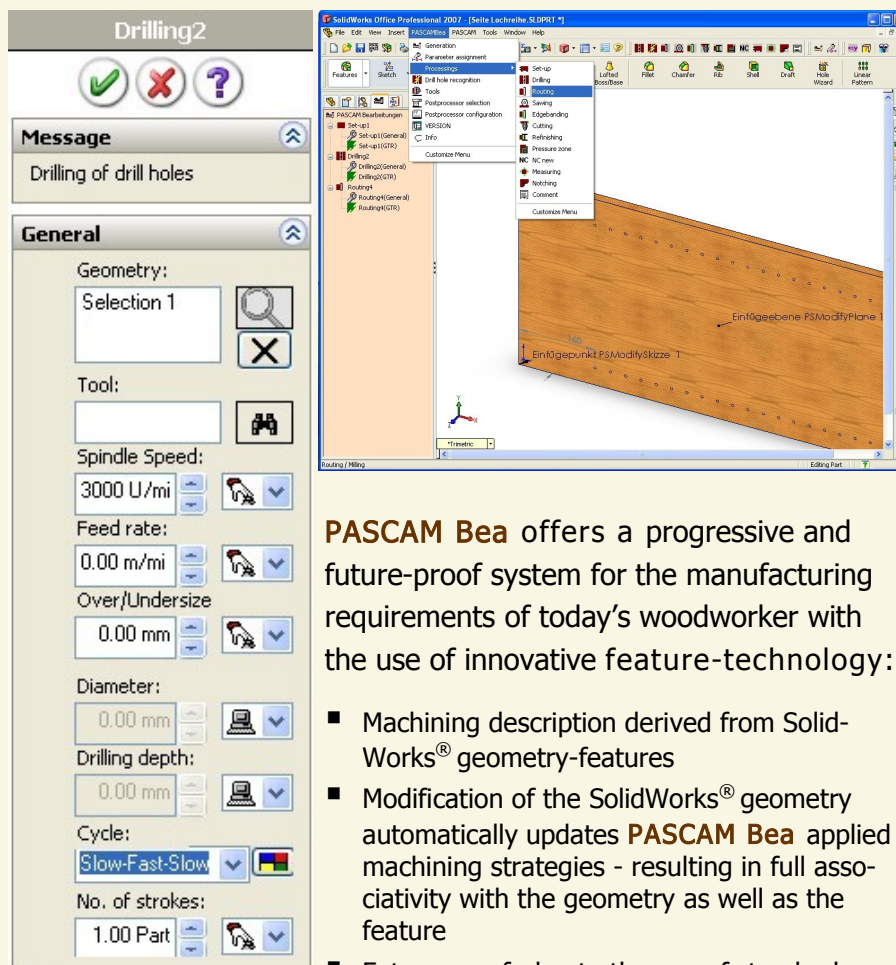 Drilling2
Message
Drilling of drill holes
General
Geometry:
Selection 1
Tool:
Spindle Speed:
3000 U/mi
Feed rate:
0.00 m/mi
Over/Undersize
0.00 mm
Diameter:
0.00 mm
Drilling depth:
0.00 mm
Cycle:
Slow-Fast-Slow
No. of strokes:
1.00 Part
SolidWorks Office Professional 2007 - [Seite Lochreihe.SLDPRT *]
File Edit View Insert PASCAMBea PASCAM Tools Window Help
Features Sketch
Lofted Boss/Base Fillet Chamfer Rib Shell Draft Hole Wizard Linear Pattern
PASCAM Bearbeitungen
Set-up1
Set-up1(General)
Set-up1(GTR)
Drilling2
Drilling2(General)
Drilling2(GTR)
Routing4
Routing4(General)
Routing4(GTR)
Generation
Parameter assignment
Processings
Drill hole recognition
Tools
Postprocessor selection
Postprocessor configuration
VERSION
Info
Customize Menu
Set-up
Drilling
Routing
Sawing
Edgebanding
Cutting
Refinishing
Pressure zone
NC NC new
Measuring
Notching
Comment
Customize Menu
Einfügeebene PSModifyPlane 1
160
Einfügepunkt PSModifySkizze 1
Y
X
Z
*Trimetric
Routing / Milling
Editing Part
PASCAM Bea offers a progressive and
future-proof system for the manufacturing
requirements of today's woodworker with
the use of innovative feature-technology:
■ Machining description derived from Solid-
Works® geometry-features
■ Modification of the SolidWorks® geometry
automatically updates PASCAM Bea applied
machining strategies - resulting in full asso-
ciativity with the geometry as well as the
feature